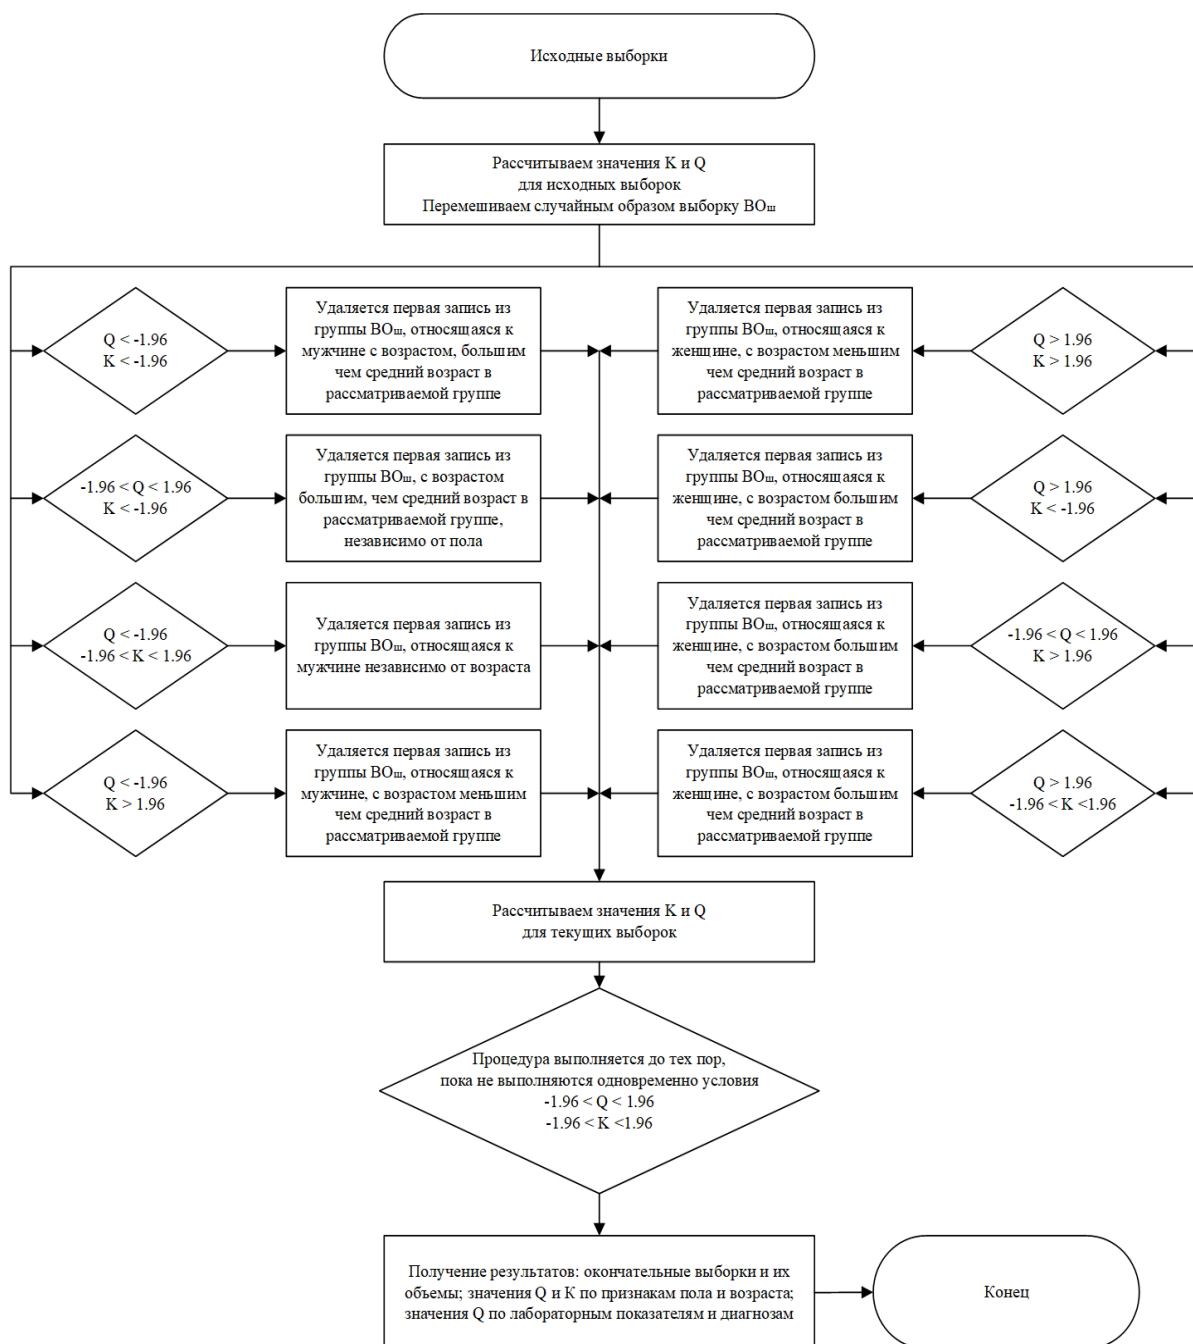 Исходные выборки
Рассчитываем значения K и Q
для исходных выборок
Перемешиваем случайным образом выборку ВОш
Q < -1.96
K < -1.96
Удаляется первая запись из
группы ВОш, относящаяся к
мужчине с возрастом, большим
чем средний возраст в
рассматриваемой группе
Удаляется первая запись из
группы ВОш, относящаяся к
женщине, с возрастом меньшим
чем средний возраст в
рассматриваемой группе
Q > 1.96
K > 1.96
-1.96 < Q < 1.96
K < -1.96
Удаляется первая запись из
группы ВОш, с возрастом
большим, чем средний возраст в
рассматриваемой группе,
независимо от пола
Удаляется первая запись из
группы ВОш, относящаяся к
женщине, с возрастом большим
чем средний возраст в
рассматриваемой группе
Q > 1.96
K < -1.96
Q < -1.96
-1.96 < K < 1.96
Удаляется первая запись из
группы ВОш, относящаяся к
мужчине независимо от возраста
Удаляется первая запись из
группы ВОш, относящаяся к
женщине, с возрастом большим
чем средний возраст в
рассматриваемой группе
-1.96 < Q < 1.96
K > 1.96
Q < -1.96
K > 1.96
Удаляется первая запись из
группы ВОш, относящаяся к
мужчине, с возрастом меньшим
чем средний возраст в
рассматриваемой группе
Удаляется первая запись из
группы ВОш, относящаяся к
женщине, с возрастом большим
чем средний возраст в
рассматриваемой группе
Q > 1.96
-1.96 < K <1.96
Рассчитываем значения K и Q
для текущих выборок
Процедура выполняется до тех пор,
пока не выполняются одновременно условия
-1.96 < Q < 1.96
-1.96 < K <1.96
Получение результатов: окончательные выборки и их
объемы; значения Q и К по признакам пола и возраста;
значения Q по лабораторным показателям и диагнозам
Конец